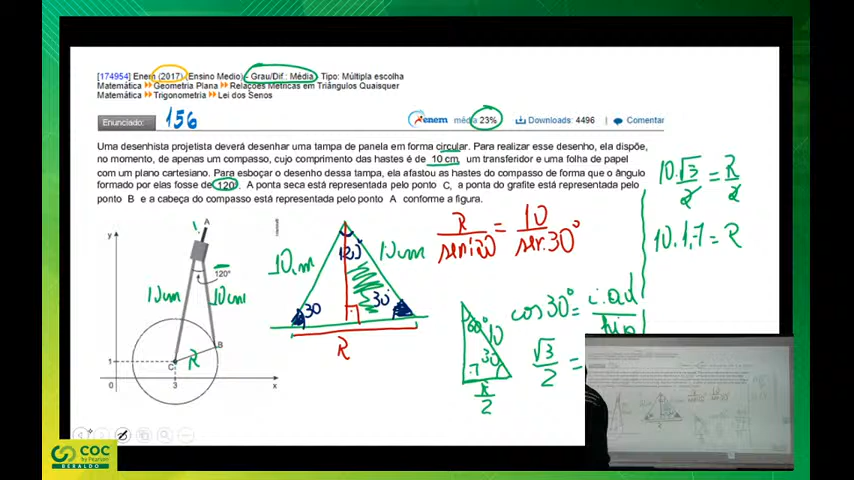 [174954] Enem (2017) (Ensino Medio) - Grau/Dif.: Média - Tipo: Múltipla escolha
Matemática Geometria Plana Relações Métricas em Triângulos Quaisquer
Matemática Trigonometria Lei dos Senos
Enunciado: 156 enem média 23% Downloads: 4496 Comentar
Uma desenhista projetista deverá desenhar uma tampa de panela em forma circular. Para realizar esse desenho, ela dispõe,
no momento, de apenas um compasso, cujo comprimento das hastes é de 10 cm, um transferidor e uma folha de papel
com um plano cartesiano. Para esboçar o desenho dessa tampa, ela afastou as hastes do compasso de forma que o ângulo
formado por elas fosse de 120°. A ponta seca está representada pelo ponto C, a ponta do grafite está representada pelo
ponto B e a cabeça do compasso está representada pelo ponto A conforme a figura.
10.√3/2 = R/2
10.1,7 = R
y
A
120°
10cm
10cm
B
C
R
1
0
3
x
10cm
120°
10cm
30
30°
R
R/sen120 = 10/sen30°
60°
10
30
R/2
cos30° = c.ad/hip
√3/2 =
COC
by Pearson
BERALDO